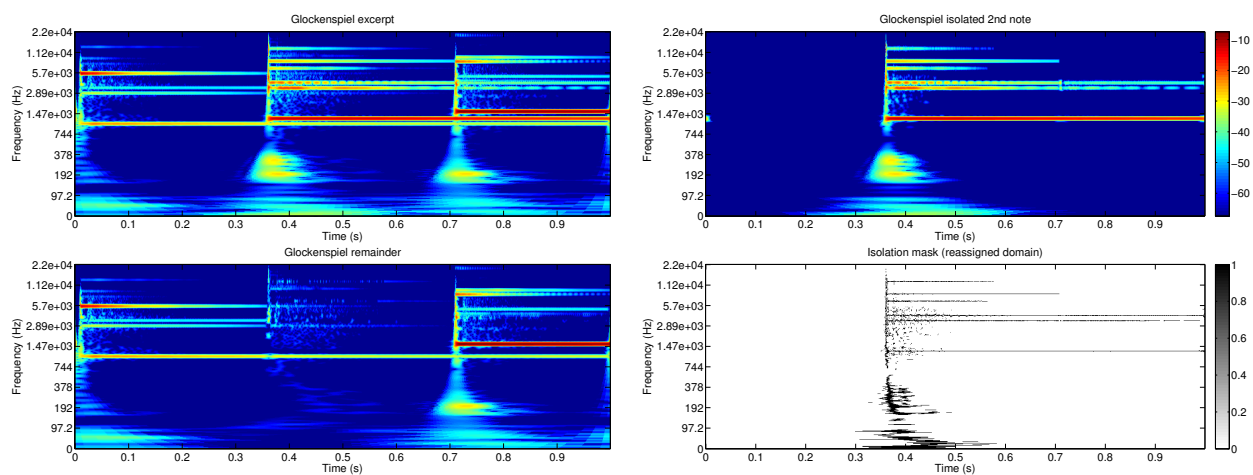 Glockenspiel excerpt
2.2e+04
1.12e+04
5.7e+03
2.89e+03
1.47e+03
744
378
192
97.2
0
Frequency (Hz)
0 0.1 0.2 0.3 0.4 0.5 0.6 0.7 0.8 0.9
Time (s)
Glockenspiel isolated 2nd note
2.2e+04
1.12e+04
5.7e+03
2.89e+03
1.47e+03
744
378
192
97.2
0
Frequency (Hz)
0 0.1 0.2 0.3 0.4 0.5 0.6 0.7 0.8 0.9
Time (s)
−10
−20
−30
−40
−50
−60
Glockenspiel remainder
2.2e+04
1.12e+04
5.7e+03
2.89e+03
1.47e+03
744
378
192
97.2
0
Frequency (Hz)
0 0.1 0.2 0.3 0.4 0.5 0.6 0.7 0.8 0.9
Time (s)
Isolation mask (reassigned domain)
2.2e+04
1.12e+04
5.7e+03
2.89e+03
1.47e+03
744
378
192
97.2
0
Frequency (Hz)
0 0.1 0.2 0.3 0.4 0.5 0.6 0.7 0.8 0.9
Time (s)
1
0.8
0.6
0.4
0.2
0